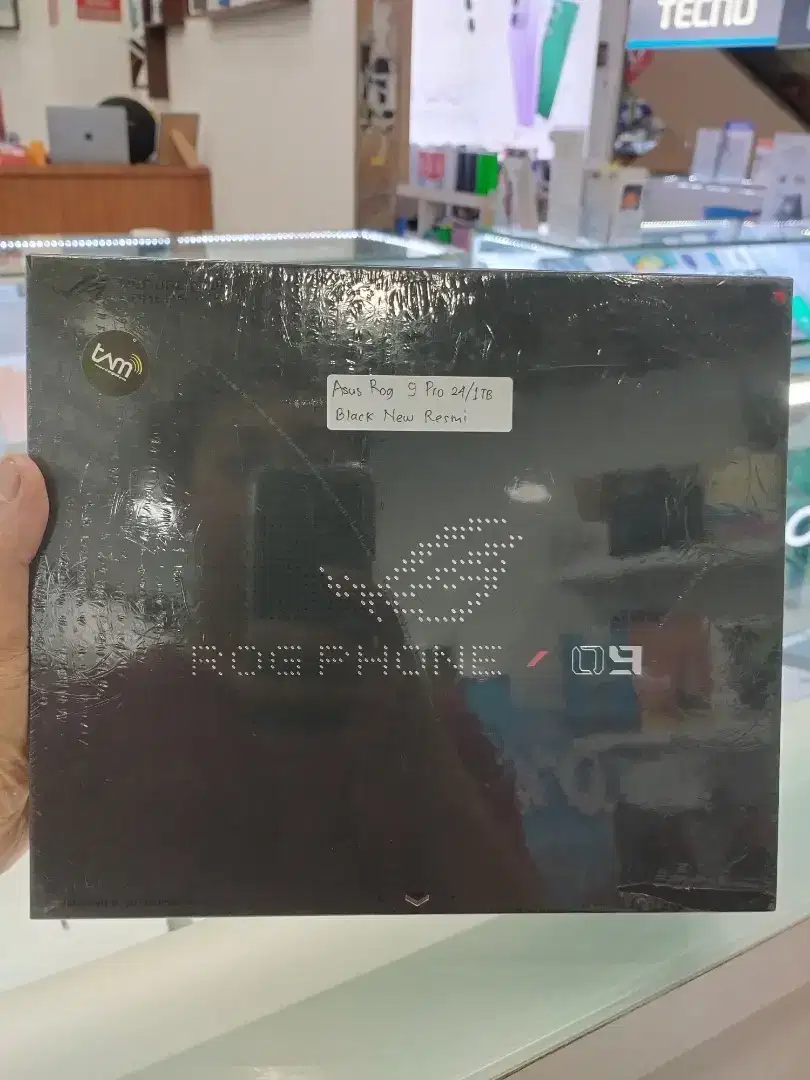 TECNO
tam
Asus Rog 9 Pro 24/1TB
Black New Resmi
ROG PHONE / 09